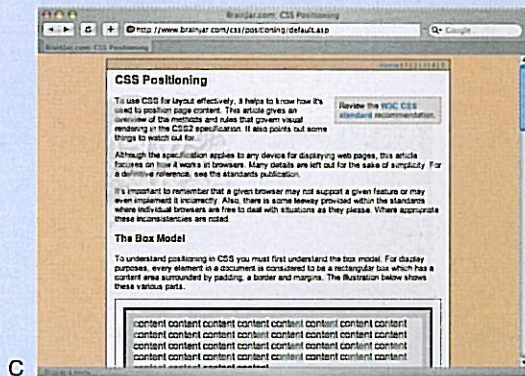 Brainjar.com: CSS Positioning
http://www.brainjar.com/css/positioning/default.asp
Q- Google
Brainjar.com: CSS Positioning
CSS Positioning
To use CSS for layout effectively, it helps to know how it's
used to position page content. This article gives an
overview of the methods and rules that govern visual
rendering in the CSS2 specification. It also points out some
things to watch out for.
Review the W3C CSS
standard recommendation.
Although the specification applies to any device for displaying web pages, this article
focuses on how it works in browsers. Many details are left out for the sake of simplicity. For
a definitive reference, see the standards publication.
It's important to remember that a given browser may not support a given feature or may
even implement it incorrectly. Also, there is some leeway provided within the standards
where individual browsers are free to deal with situations as they please. Where appropriate
these inconsistencies are noted.
The Box Model
To understand positioning in CSS you must first understand the box model. For display
purposes, every element in a document is considered to be a rectangular box which has a
content area surrounded by padding, a border and margins. The illustration below shows
these various parts.
content content content content content content content content
content content content content content content content content
content content content content content content content content
content content content content
C